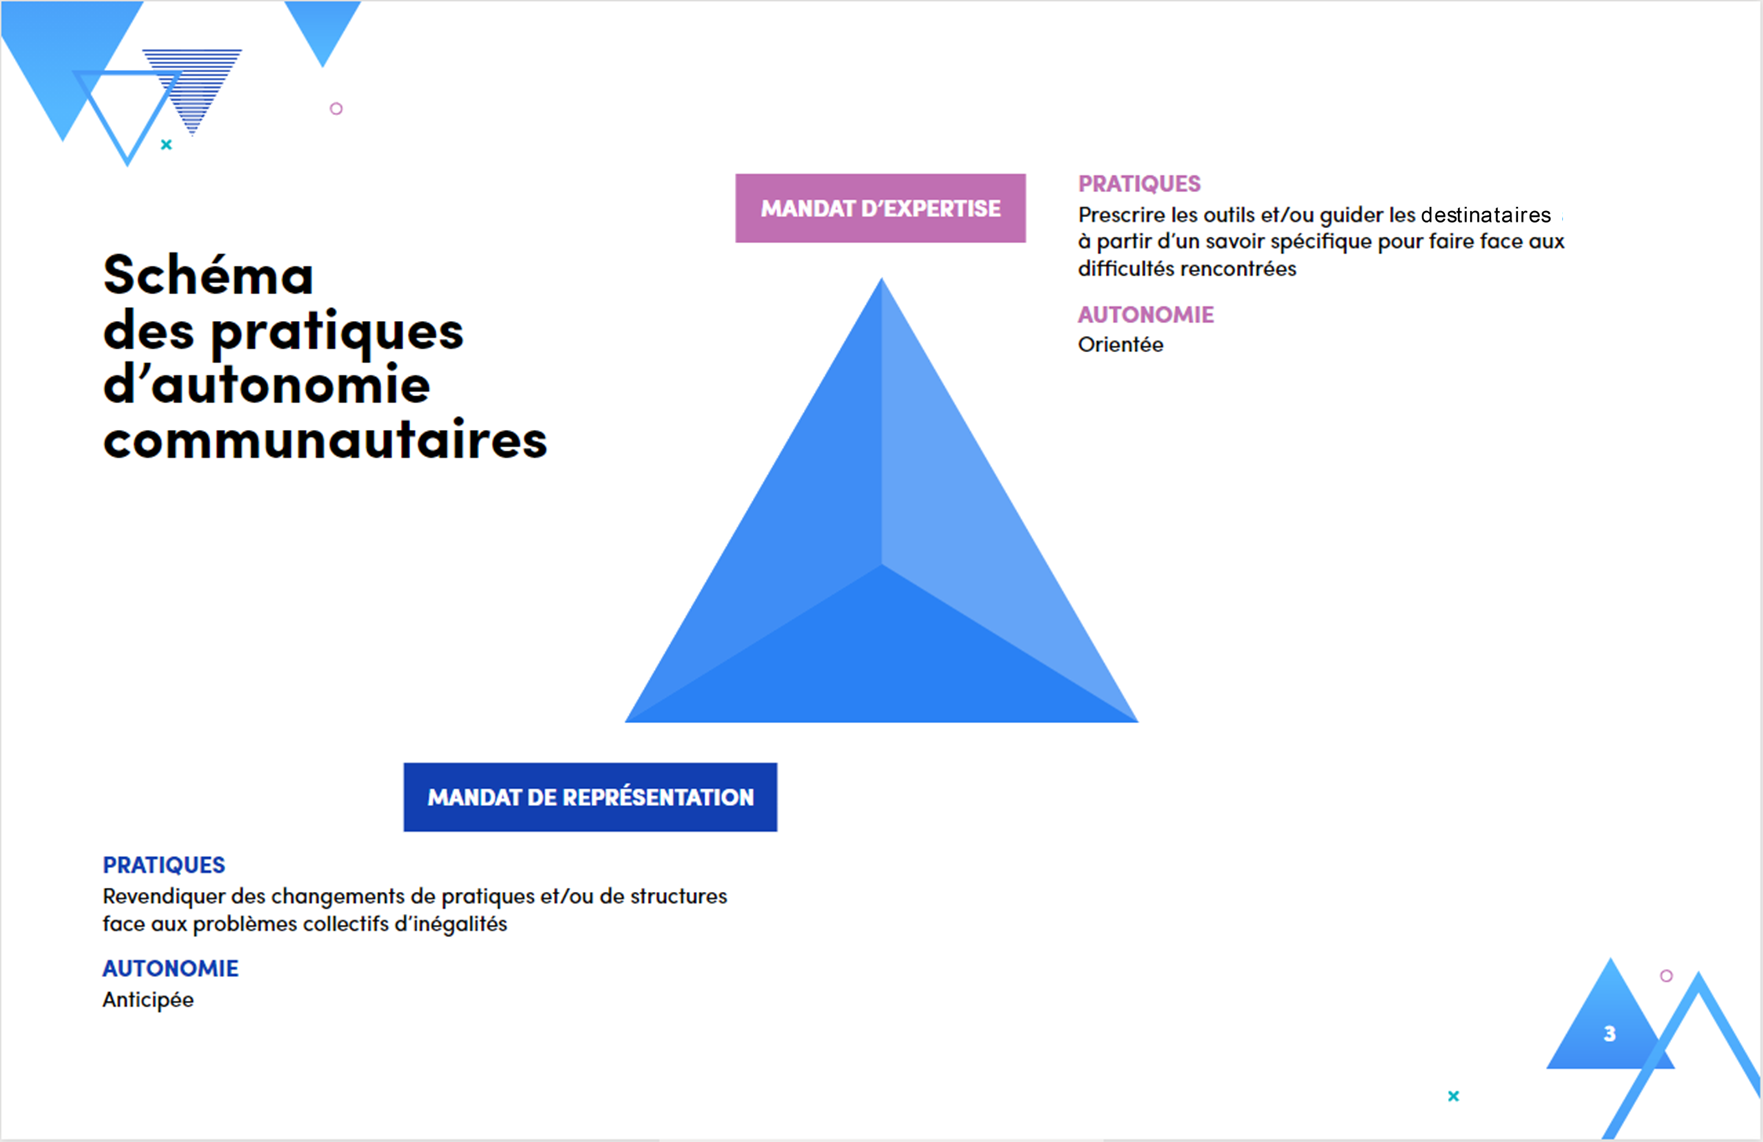 Schéma
des pratiques
d’autonomie
communautaires
MANDAT D’EXPERTISE
PRATIQUES
Prescrire les outils et/ou guider les destinataires
à partir d’un savoir spécifique pour faire face aux
difficultés rencontrées
AUTONOMIE
Orientée
MANDAT DE REPRÉSENTATION
PRATIQUES
Revendiquer des changements de pratiques et/ou de structures
face aux problèmes collectifs d’inégalités
AUTONOMIE
Anticipée
3